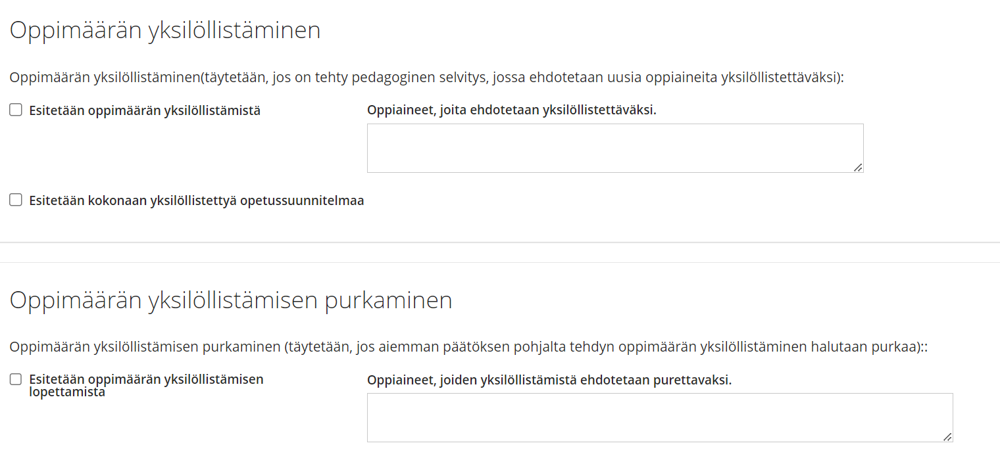 Oppimäärän yksilöllistäminen
Oppimäärän yksilöllistäminen(täytetään, jos on tehty pedagoginen selvitys, jossa ehdotetaan uusia oppiaineita yksilöllistettäväksi):
Esitetään oppimäärän yksilöllistämistä
Oppiaineet, joita ehdotetaan yksilöllistettäväksi.
Esitetään kokonaan yksilöllistettyä opetussuunnitelmaa
Oppimäärän yksilöllistämisen purkaminen
Oppimäärän yksilöllistämisen purkaminen (täytetään, jos aiemman päätöksen pohjalta tehdyn oppimäärän yksilöllistäminen halutaan purkaa)::
Esitetään oppimäärän yksilöllistämisen
lopettamista
Oppiaineet, joiden yksilöllistämistä ehdotetaan purettavaksi.